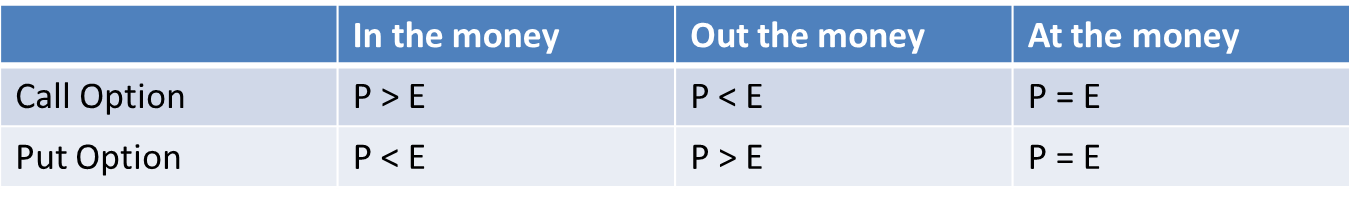 In the money Out the money At the money
Call Option P > E P < E P = E
Put Option P < E P > E P = E